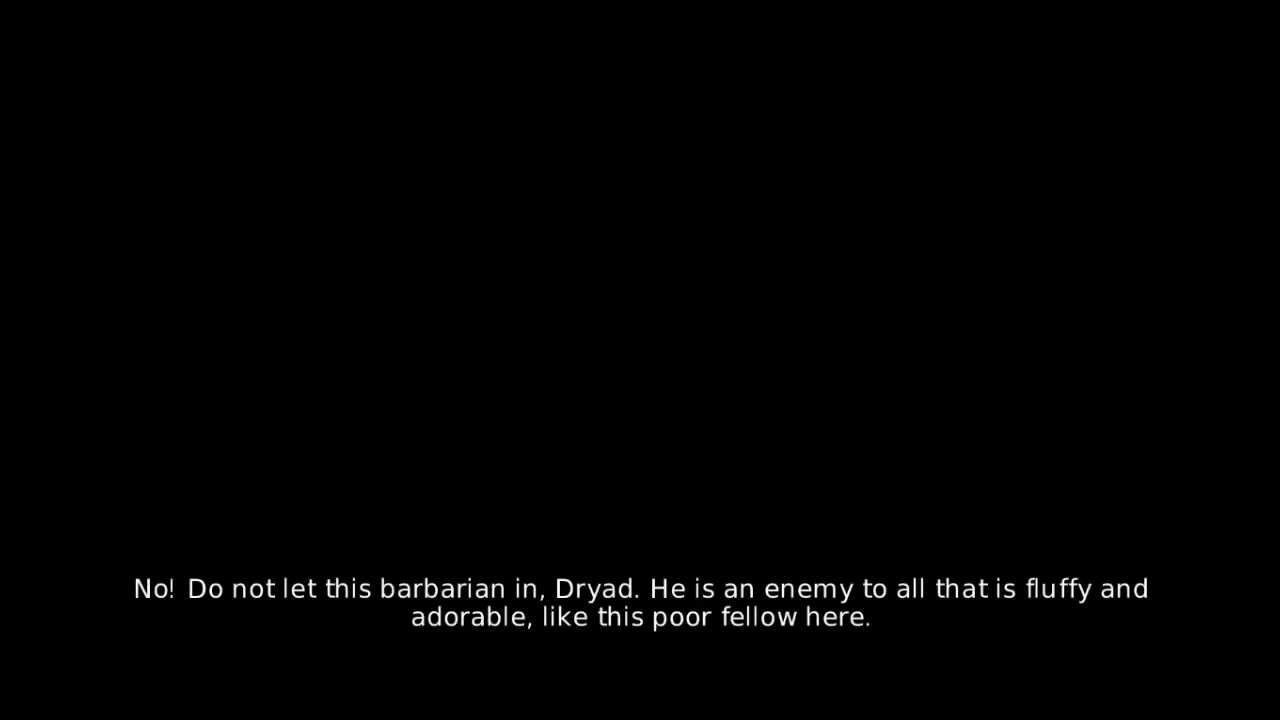 No! Do not let this barbarian in, Dryad. He is an enemy to all that is fluffy and
adorable, like this poor fellow here.